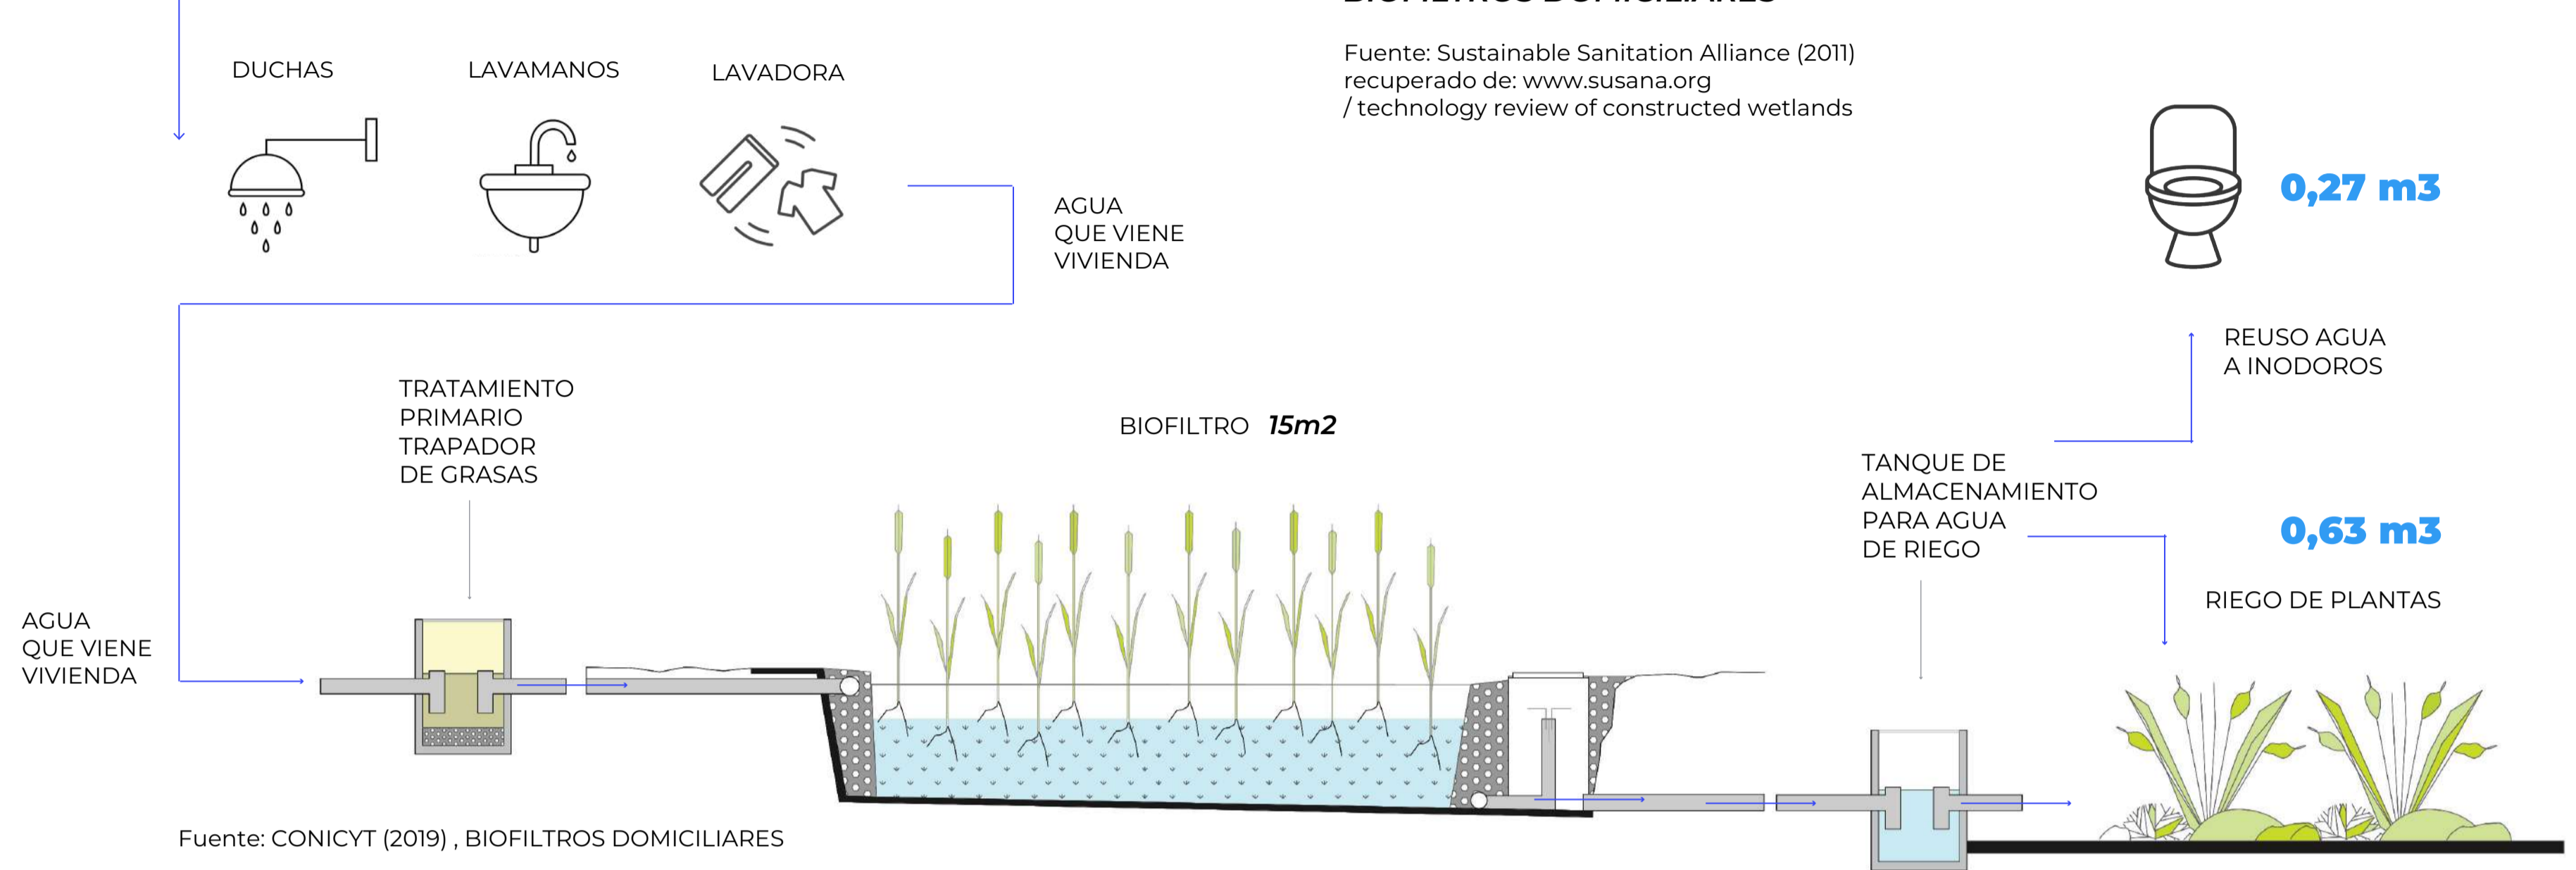 BIOFILTROS DOMICILIARES
Fuente: Sustainable Sanitation Alliance (2011)
recuperado de: www.susana.org
/ technology review of constructed wetlands
DUCHAS
LAVAMANOS
LAVADORA
AGUA
QUE VIENE
VIVIENDA
0,27 m3
REUSO AGUA
A INODOROS
TRATAMIENTO
PRIMARIO
TRAPADOR
DE GRASAS
BIOFILTRO 15m2
TANQUE DE
ALMACENAMIENTO
PARA AGUA
DE RIEGO
0,63 m3
RIEGO DE PLANTAS
AGUA
QUE VIENE
VIVIENDA
Fuente: CONICYT (2019) , BIOFILTROS DOMICILIARES